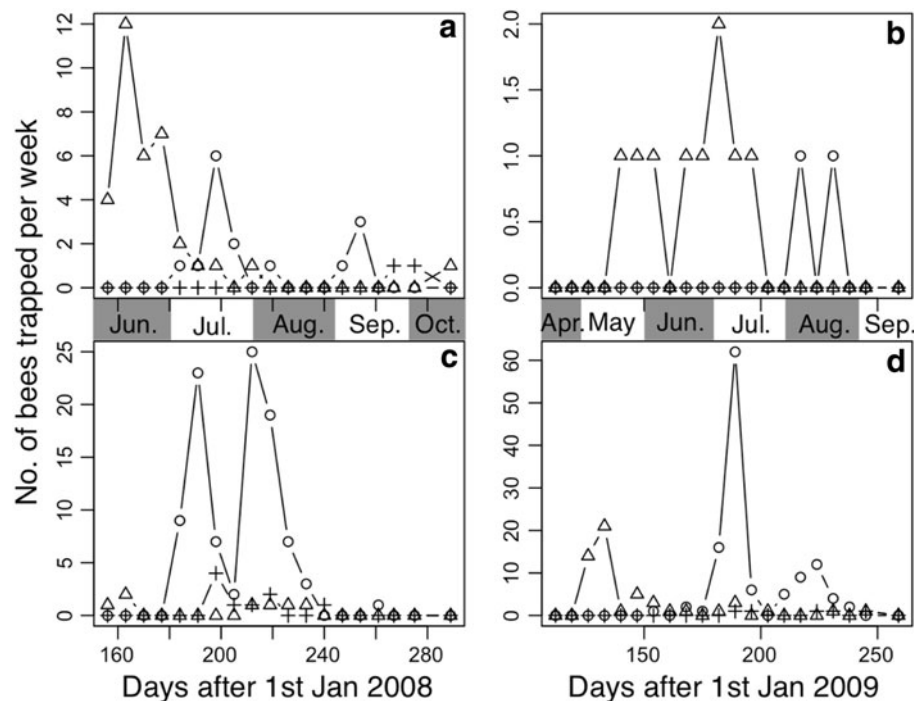 No. of bees trapped per week
a
12
10
8
6
4
2
0
b
2.0
1.5
1.0
0.5
0.0
Jun. Jul. Aug. Sep. Oct.
Apr. May Jun. Jul. Aug. Sep.
c
25
20
15
10
5
0
160 200 240 280
Days after 1st Jan 2008
d
60
50
40
30
20
10
0
150 200 250
Days after 1st Jan 2009